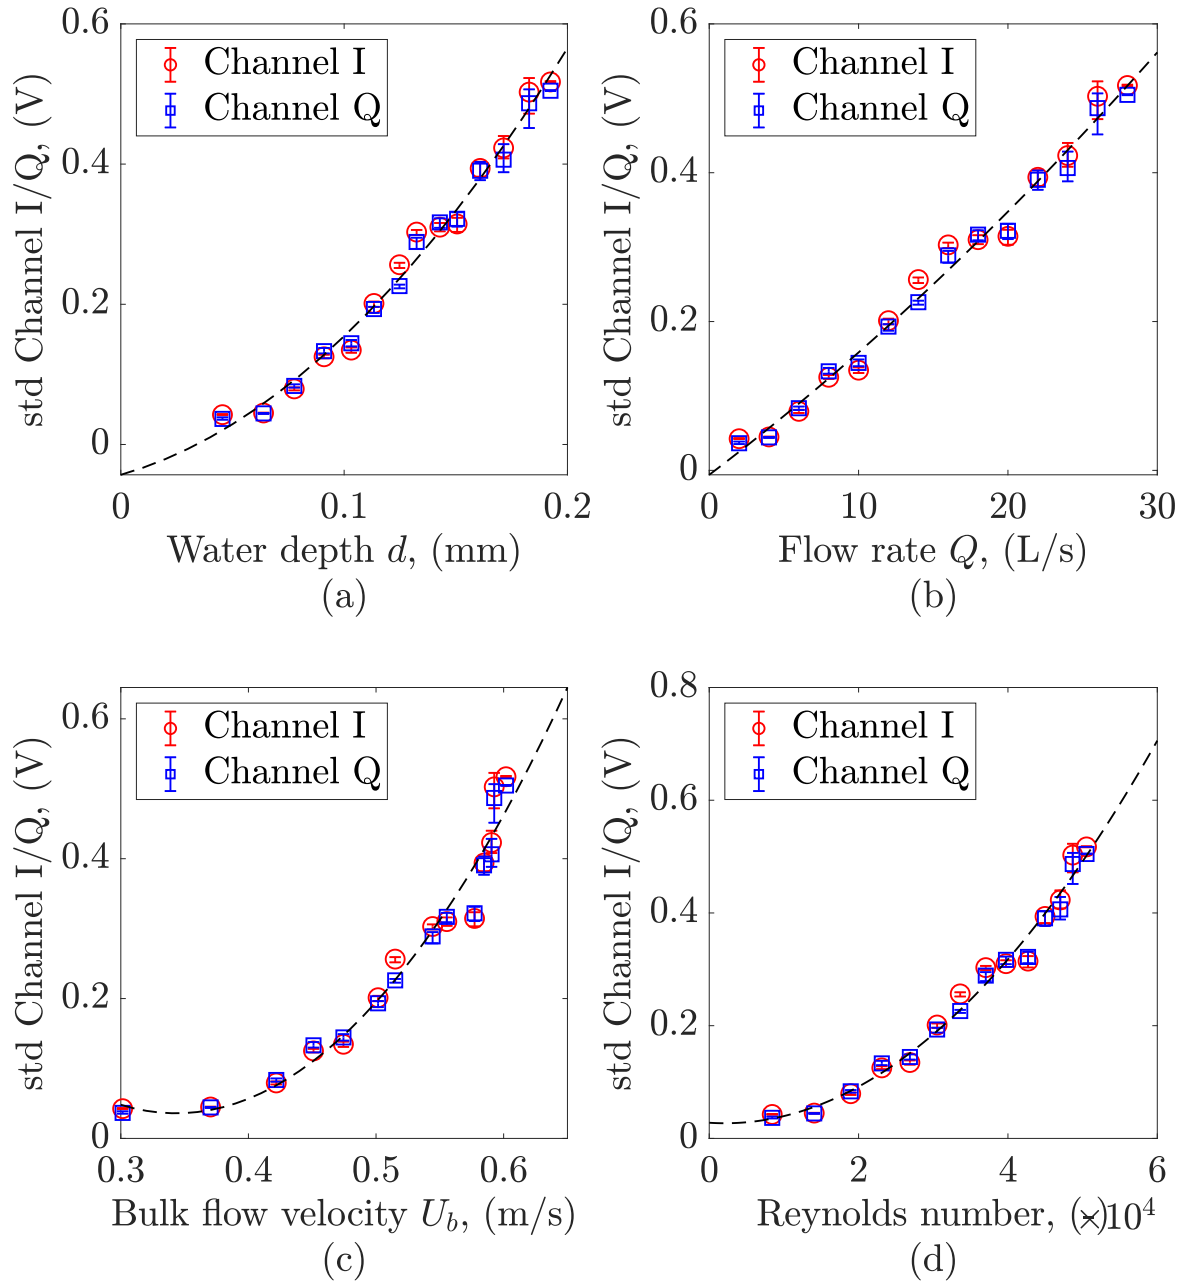 0.6
0.4
0.2
0
0
0.1
0.2
std Channel I/Q, (V)
Channel I
Channel Q
Water depth d, (mm)
(a)
0.6
0.4
0.2
0
0
10
20
30
std Channel I/Q, (V)
Channel I
Channel Q
Flow rate Q, (L/s)
(b)
0.6
0.4
0.2
0
0.3
0.4
0.5
0.6
std Channel I/Q, (V)
Channel I
Channel Q
Bulk flow velocity U_b, (m/s)
(c)
0.8
0.6
0.4
0.2
0
0
2
4
6
std Channel I/Q, (V)
Channel I
Channel Q
Reynolds number, (-)
×10⁴
(d)